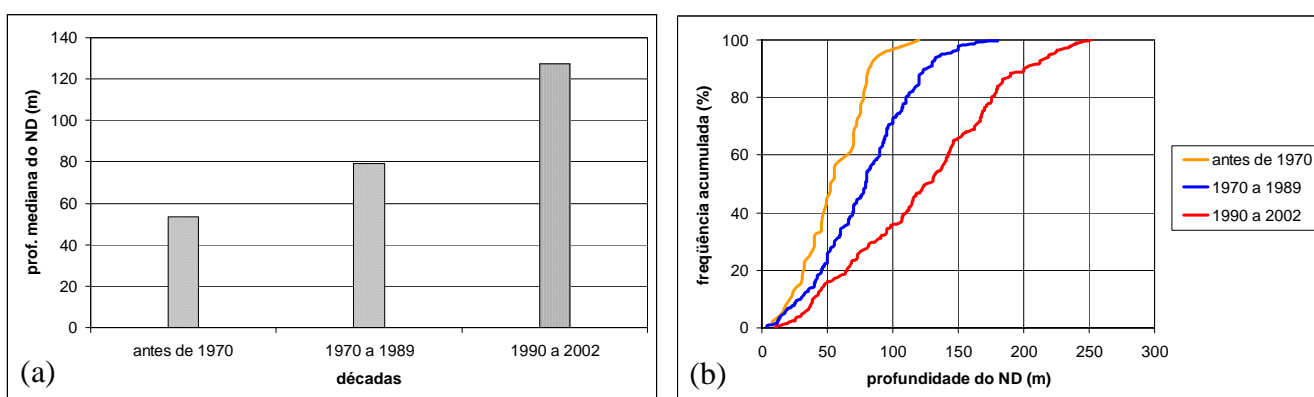 prof. mediana do ND (m)
140
120
100
80
60
40
20
0
antes de 1970
1970 a 1989
1990 a 2002
décadas
(a)
freqüência acumulada (%)
100
80
60
40
20
0
0
50
100
150
200
250
300
profundidade do ND (m)
(b)
antes de 1970
1970 a 1989
1990 a 2002